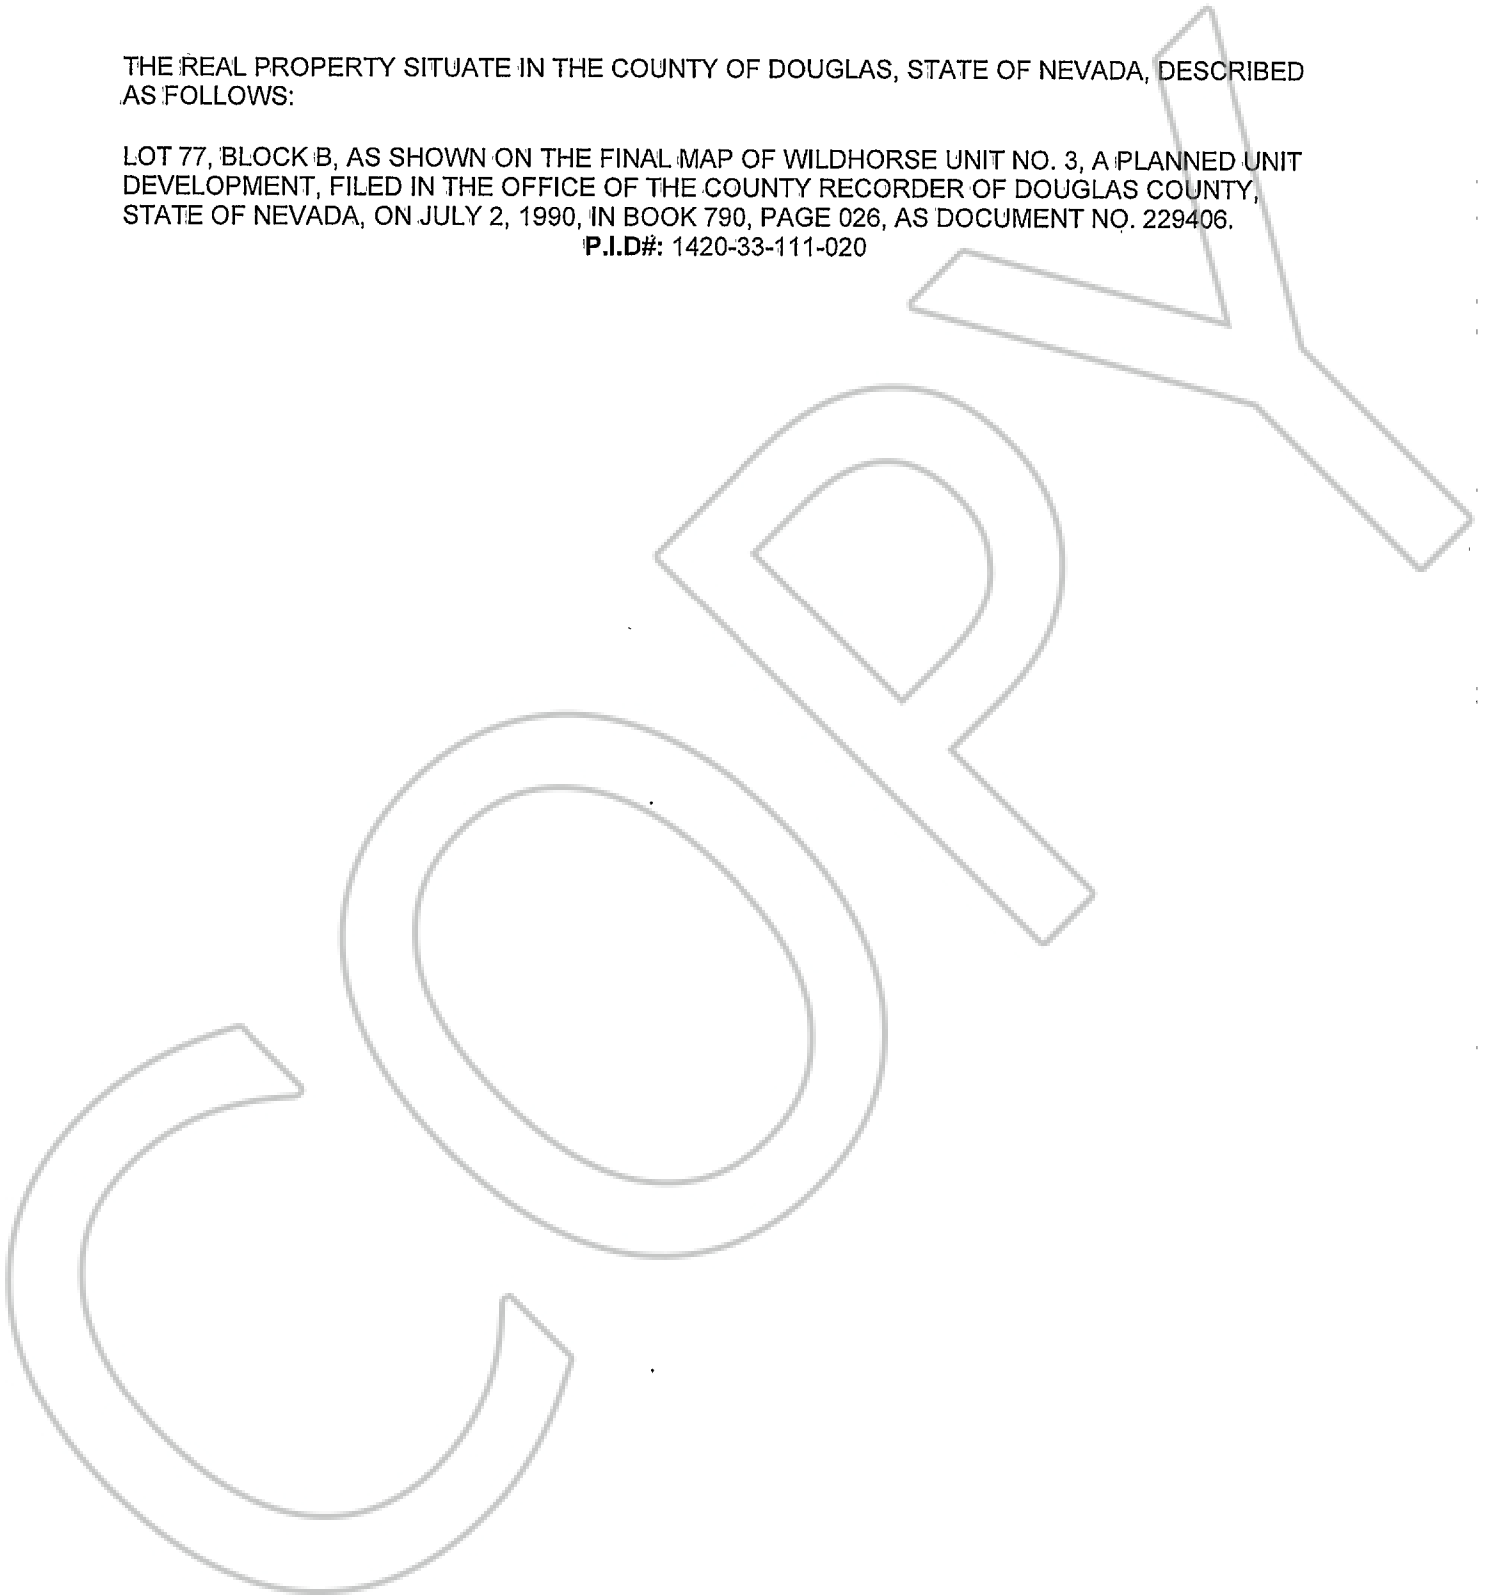 THE REAL PROPERTY SITUATE IN THE COUNTY OF DOUGLAS, STATE OF NEVADA, DESCRIBED
AS FOLLOWS:
LOT 77, BLOCK B, AS SHOWN ON THE FINAL MAP OF WILDHORSE UNIT NO. 3, A PLANNED UNIT
DEVELOPMENT, FILED IN THE OFFICE OF THE COUNTY RECORDER OF DOUGLAS COUNTY,
STATE OF NEVADA, ON JULY 2, 1990, IN BOOK 790, PAGE 026, AS DOCUMENT NO. 229406.
P.I.D#: 1420-33-111-020
COPY